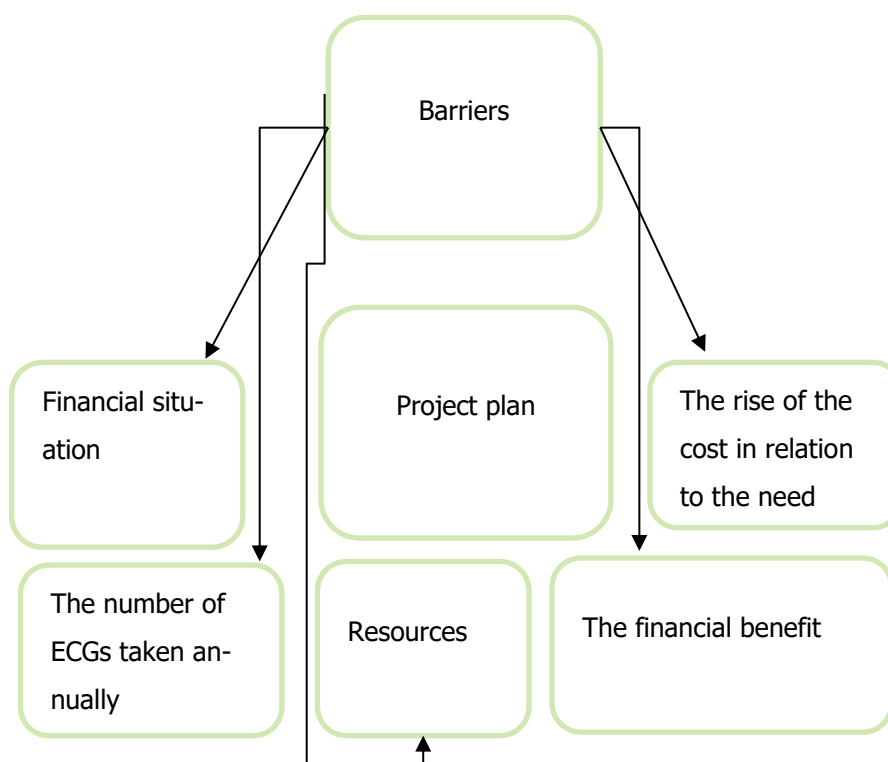 Barriers
Project plan
Financial situ-
ation
The rise of the
cost in relation
to the need
The number of
ECGs taken an-
nually
Resources
The financial benefit